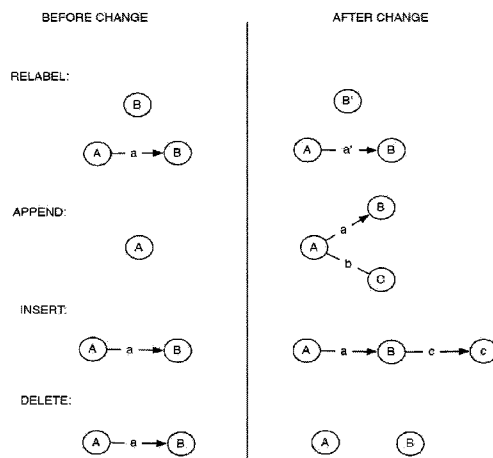 BEFORE CHANGE AFTER CHANGE
RELABEL:
B B'
A a B A a' B
APPEND:
A A a B b C
INSERT:
A a B A a B c c
DELETE:
A a B A B